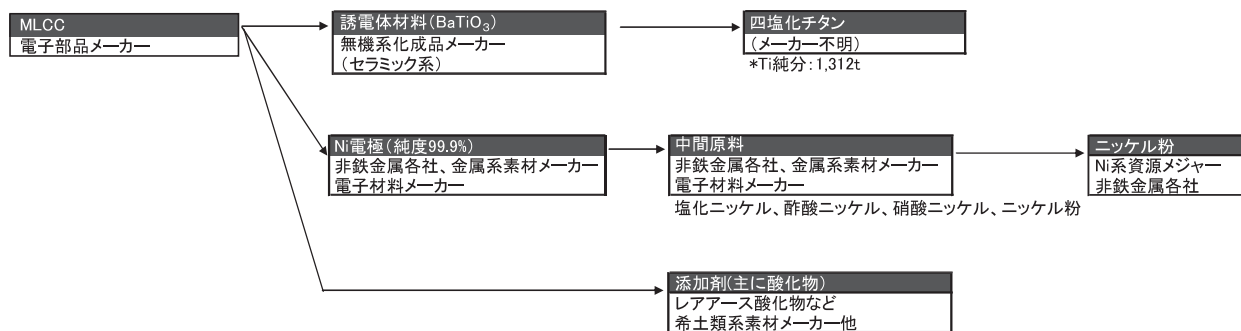 MLCC
電子部品メーカー
誘電体材料(BaTiO₃)
無機系化成品メーカー
(セラミック系)
四塩化チタン
(メーカー不明)
*Ti純分:1,312t
Ni電極(純度99.9%)
非鉄金属各社、金属系素材メーカー
電子材料メーカー
中間原料
非鉄金属各社、金属系素材メーカー
電子材料メーカー
塩化ニッケル、酢酸ニッケル、硝酸ニッケル、ニッケル粉
ニッケル粉
Ni系資源メジャー
非鉄金属各社
添加剤(主に酸化物)
レアアース酸化物など
希土類系素材メーカー他